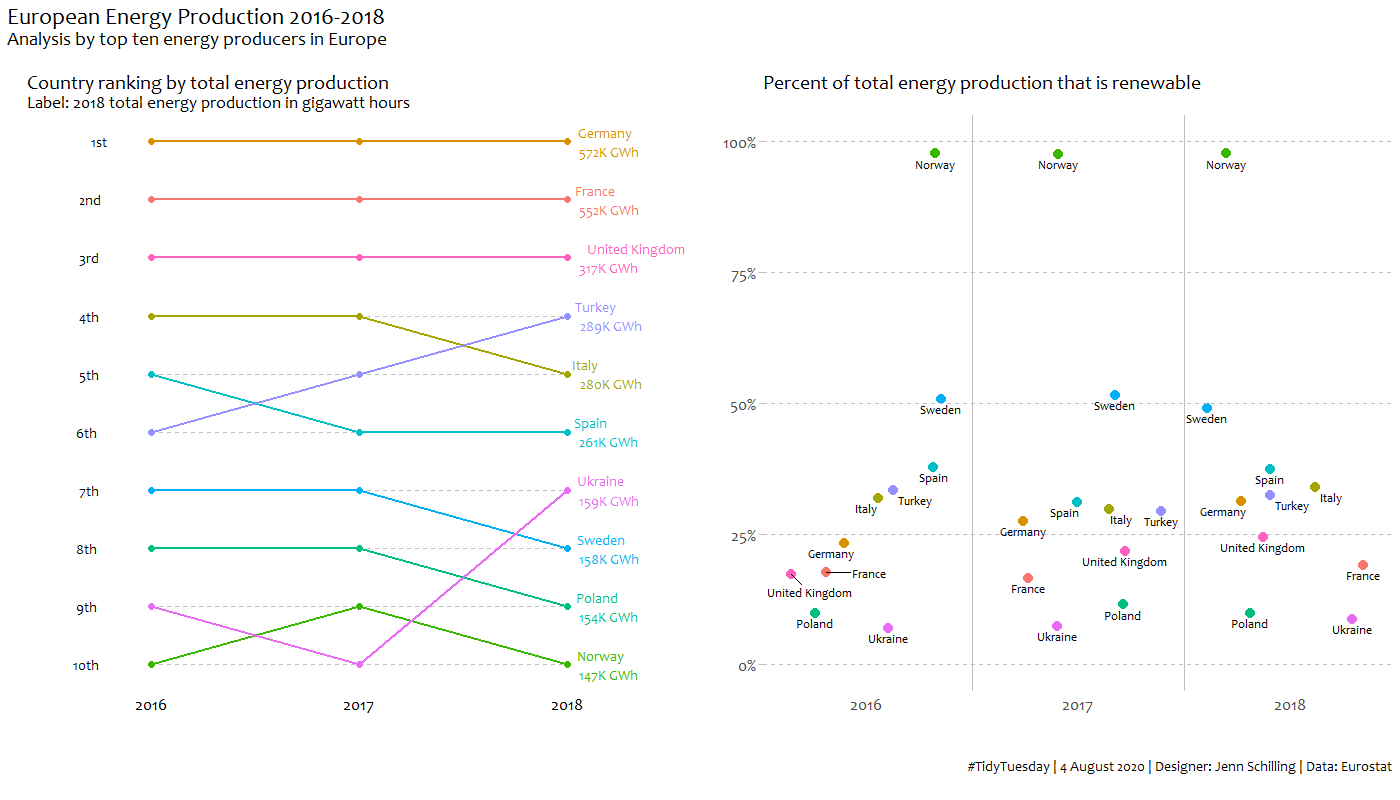 European Energy Production 2016-2018
Analysis by top ten energy producers in Europe
Country ranking by total energy production
Label: 2018 total energy production in gigawatt hours
1st
2nd
3rd
4th
5th
6th
7th
8th
9th
10th
Germany
572K GWh
France
552K GWh
United Kingdom
317K GWh
Turkey
289K GWh
Italy
280K GWh
Spain
261K GWh
Ukraine
159K GWh
Sweden
158K GWh
Poland
154K GWh
Norway
147K GWh
2016 2017 2018
Percent of total energy production that is renewable
100%
75%
50%
25%
0%
Norway
Sweden
Spain
Turkey
Italy
Germany
France
United Kingdom
Poland
Ukraine
Norway
Sweden
Spain
Italy
Turkey
Germany
United Kingdom
France
Poland
Ukraine
Norway
Sweden
Spain
Italy
Turkey
Germany
United Kingdom
France
Poland
Ukraine
2016 2017 2018
#TidyTuesday | 4 August 2020 | Designer: Jenn Schilling | Data: Eurostat